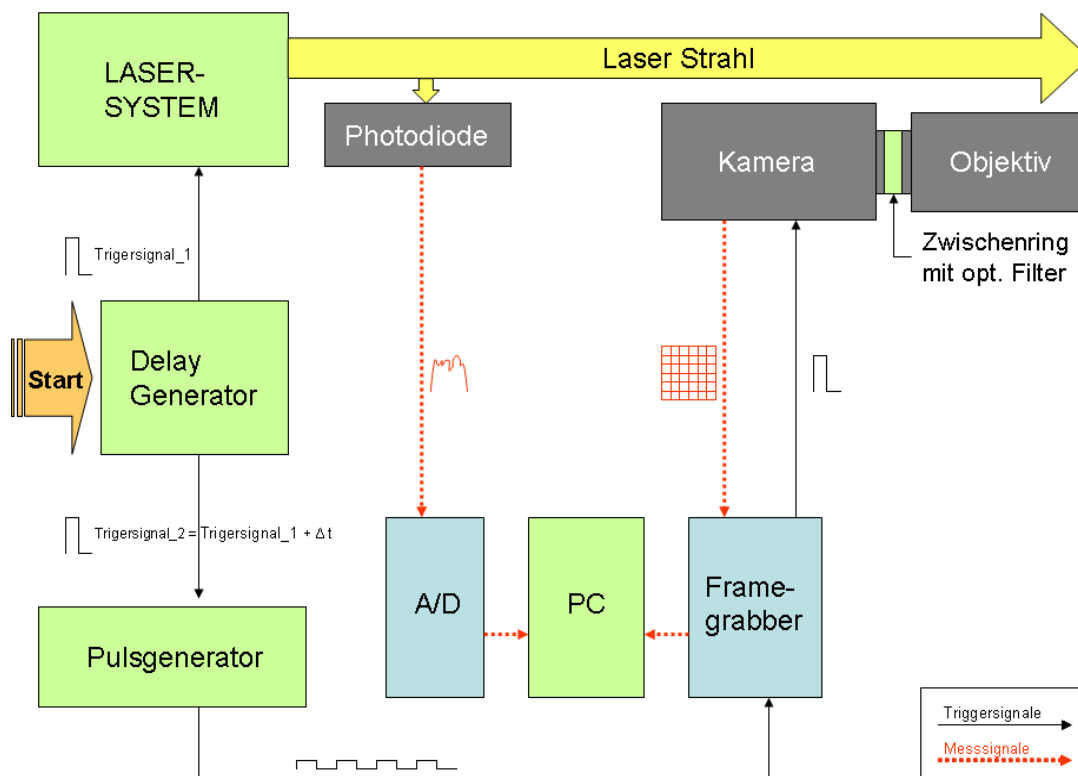 LASER-
SYSTEM
Laser Strahl
Photodiode
Kamera
Objektiv
Zwischenring
mit opt. Filter
Trigersignal_1
Start
Delay
Generator
Trigersignal_2 = Trigersignal_1 + Δ t
Pulsgenerator
A/D
PC
Frame-
grabber
Triggersignale
Messsignale